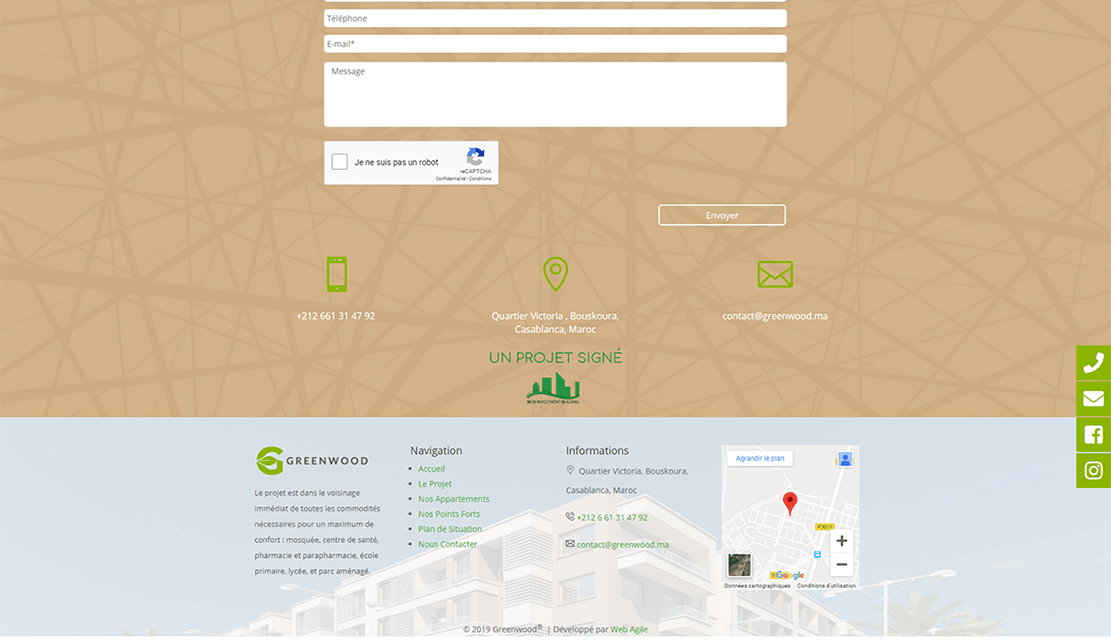 Téléphone
E-mail*
Message
Je ne suis pas un robot
reCAPTCHA
Confidentialité - Conditions
Envoyer
+212 661 31 47 92
Quartier Victoria , Bouskoura,
Casablanca, Maroc
contact@greenwood.ma
UN PROJET SIGNÉ
NEW INVESTMENT BUILDING
GREENWOOD
Le projet est dans le voisinage
immédiat de toutes les commodités
nécessaires pour un maximum de
confort : mosquée, centre de santé,
pharmacie et parapharmacie, école
primaire, lycée, et parc aménagé.
Navigation
Accueil
Le Projet
Nos Appartements
Nos Points Forts
Plan de Situation
Nous Contacter
Informations
Quartier Victoria, Bouskoura,
Casablanca, Maroc
+212 6 61 31 47 92
contact@greenwood.ma
Agrandir le plan
P3011
Google
Données cartographiques Conditions d'utilisation
© 2019 Greenwood® | Développé par Web Agile